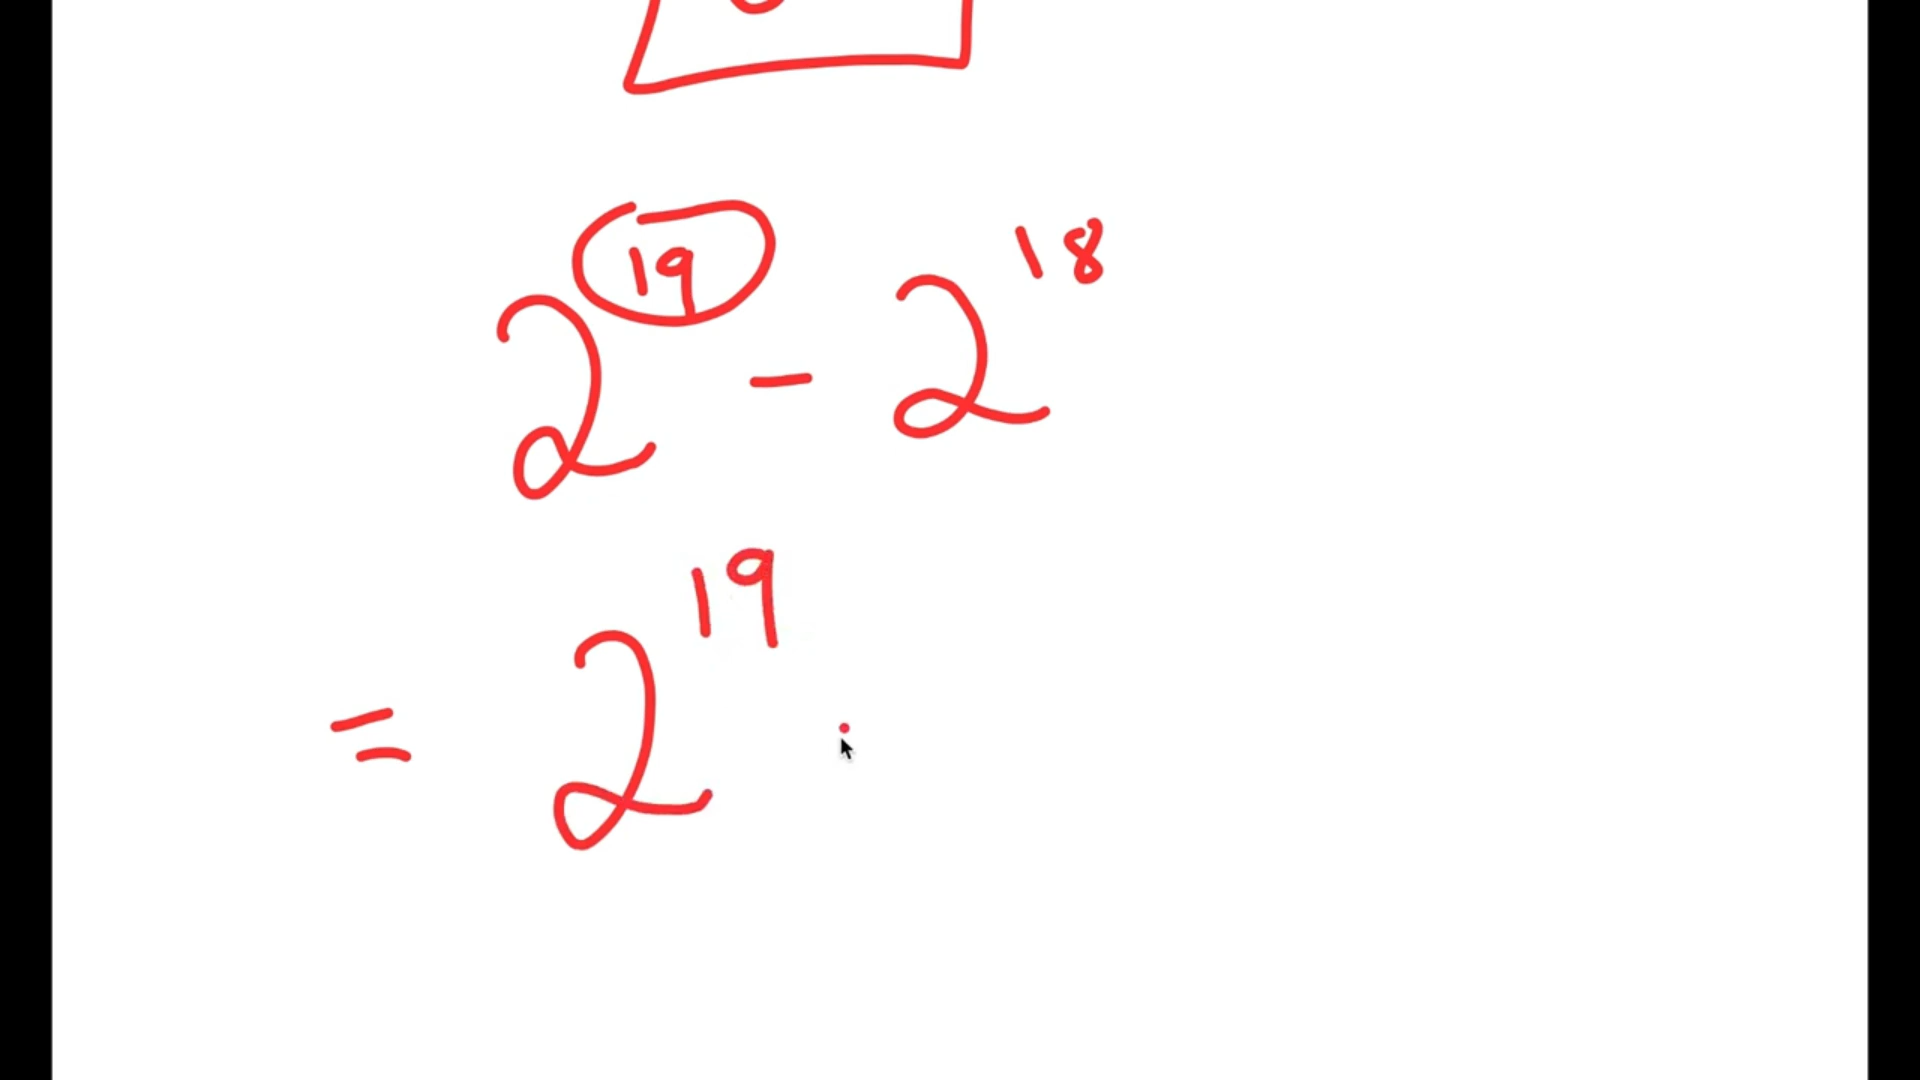 2^19 - 2^18
= 2^19 ·